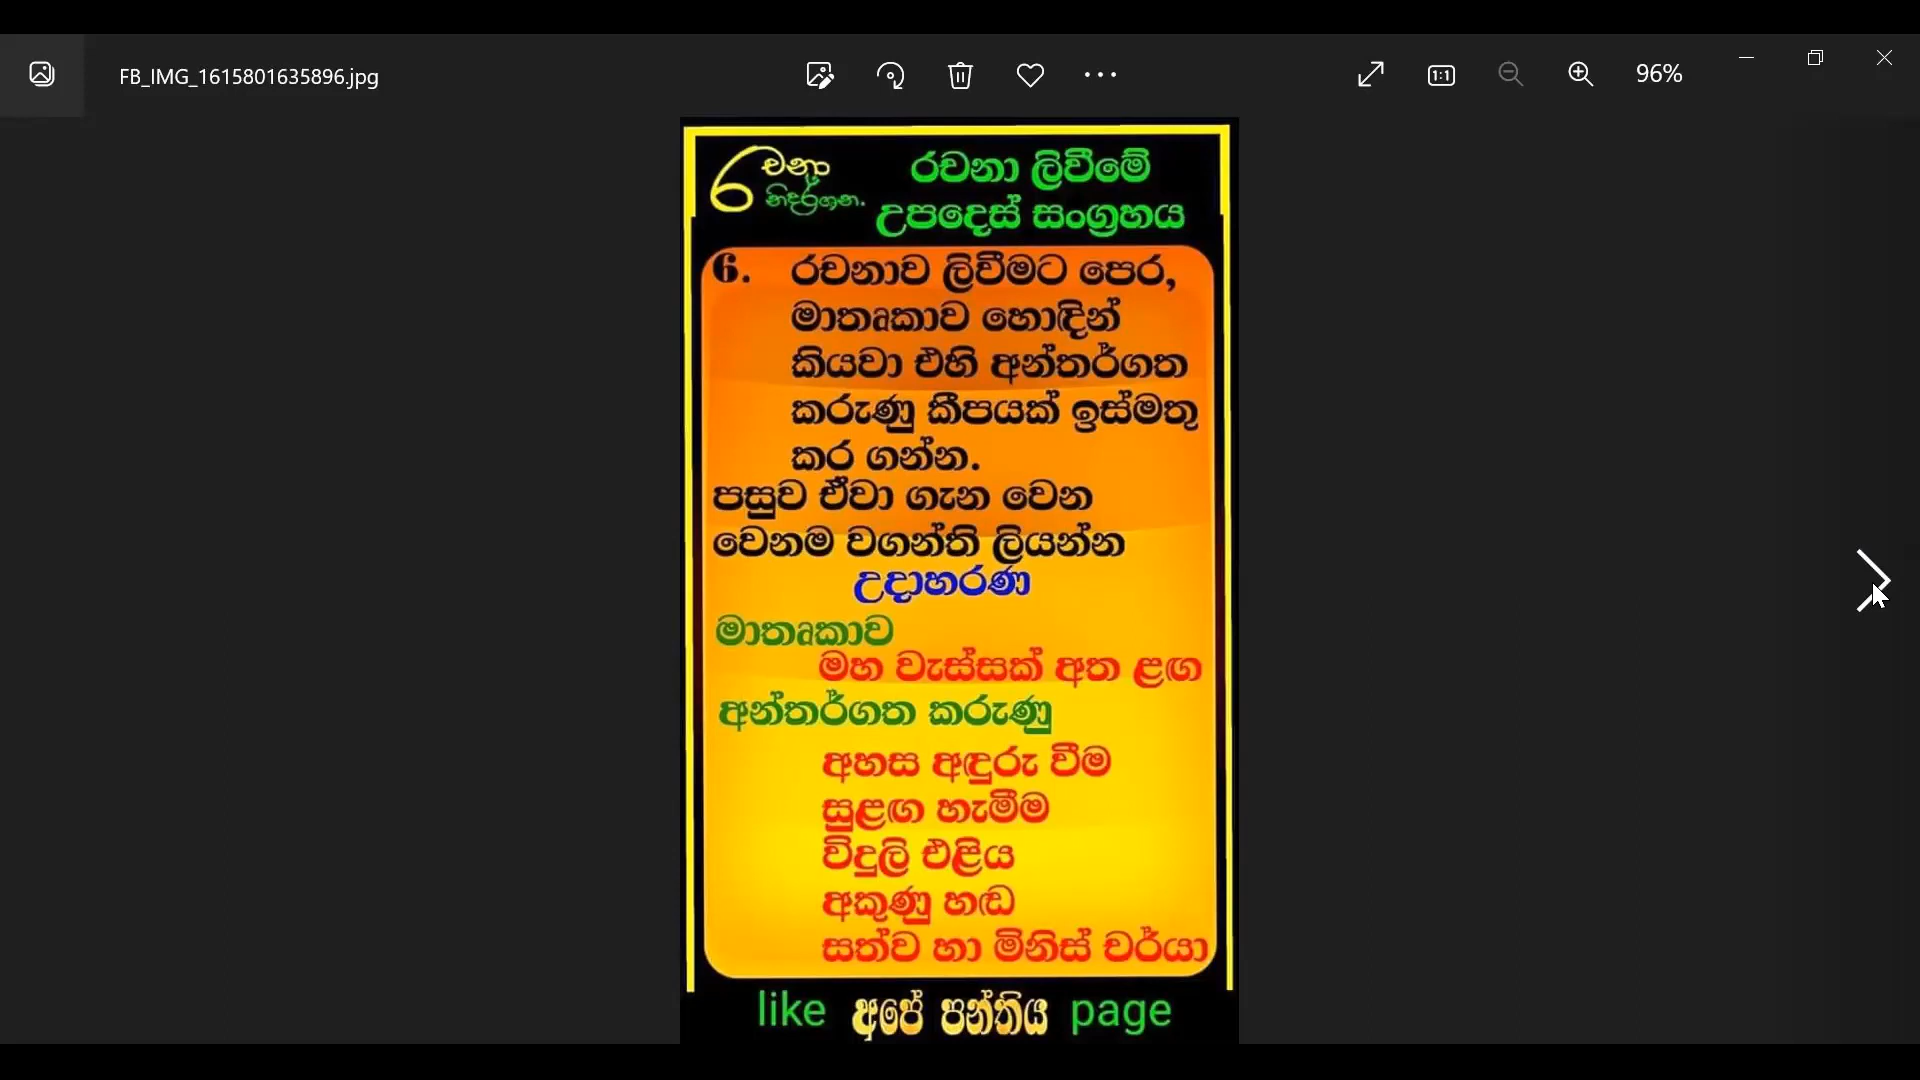 FB_IMG_1615801635896.jpg
96%
රචනා
නිදර්ශන.
රචනා ලිවීමේ
උපදෙස් සංග්‍රහය
6. රචනාව ලිවීමට පෙර,
මාතෘකාව හොඳින්
කියවා එහි අන්තර්ගත
කරුණු කීපයක් ඉස්මතු
කර ගන්න.
පසුව ඒවා ගැන වෙන
වෙනම වගන්ති ලියන්න
උදාහරණ
මාතෘකාව
මහ වැස්සක් අත ළඟ
අන්තර්ගත කරුණු
අහස අඳුරු වීම
සුළඟ හැමීම
විදුලි එළිය
අකුණු හඬ
සත්ව හා මිනිස් චර්යා
like අපේ පන්තිය page